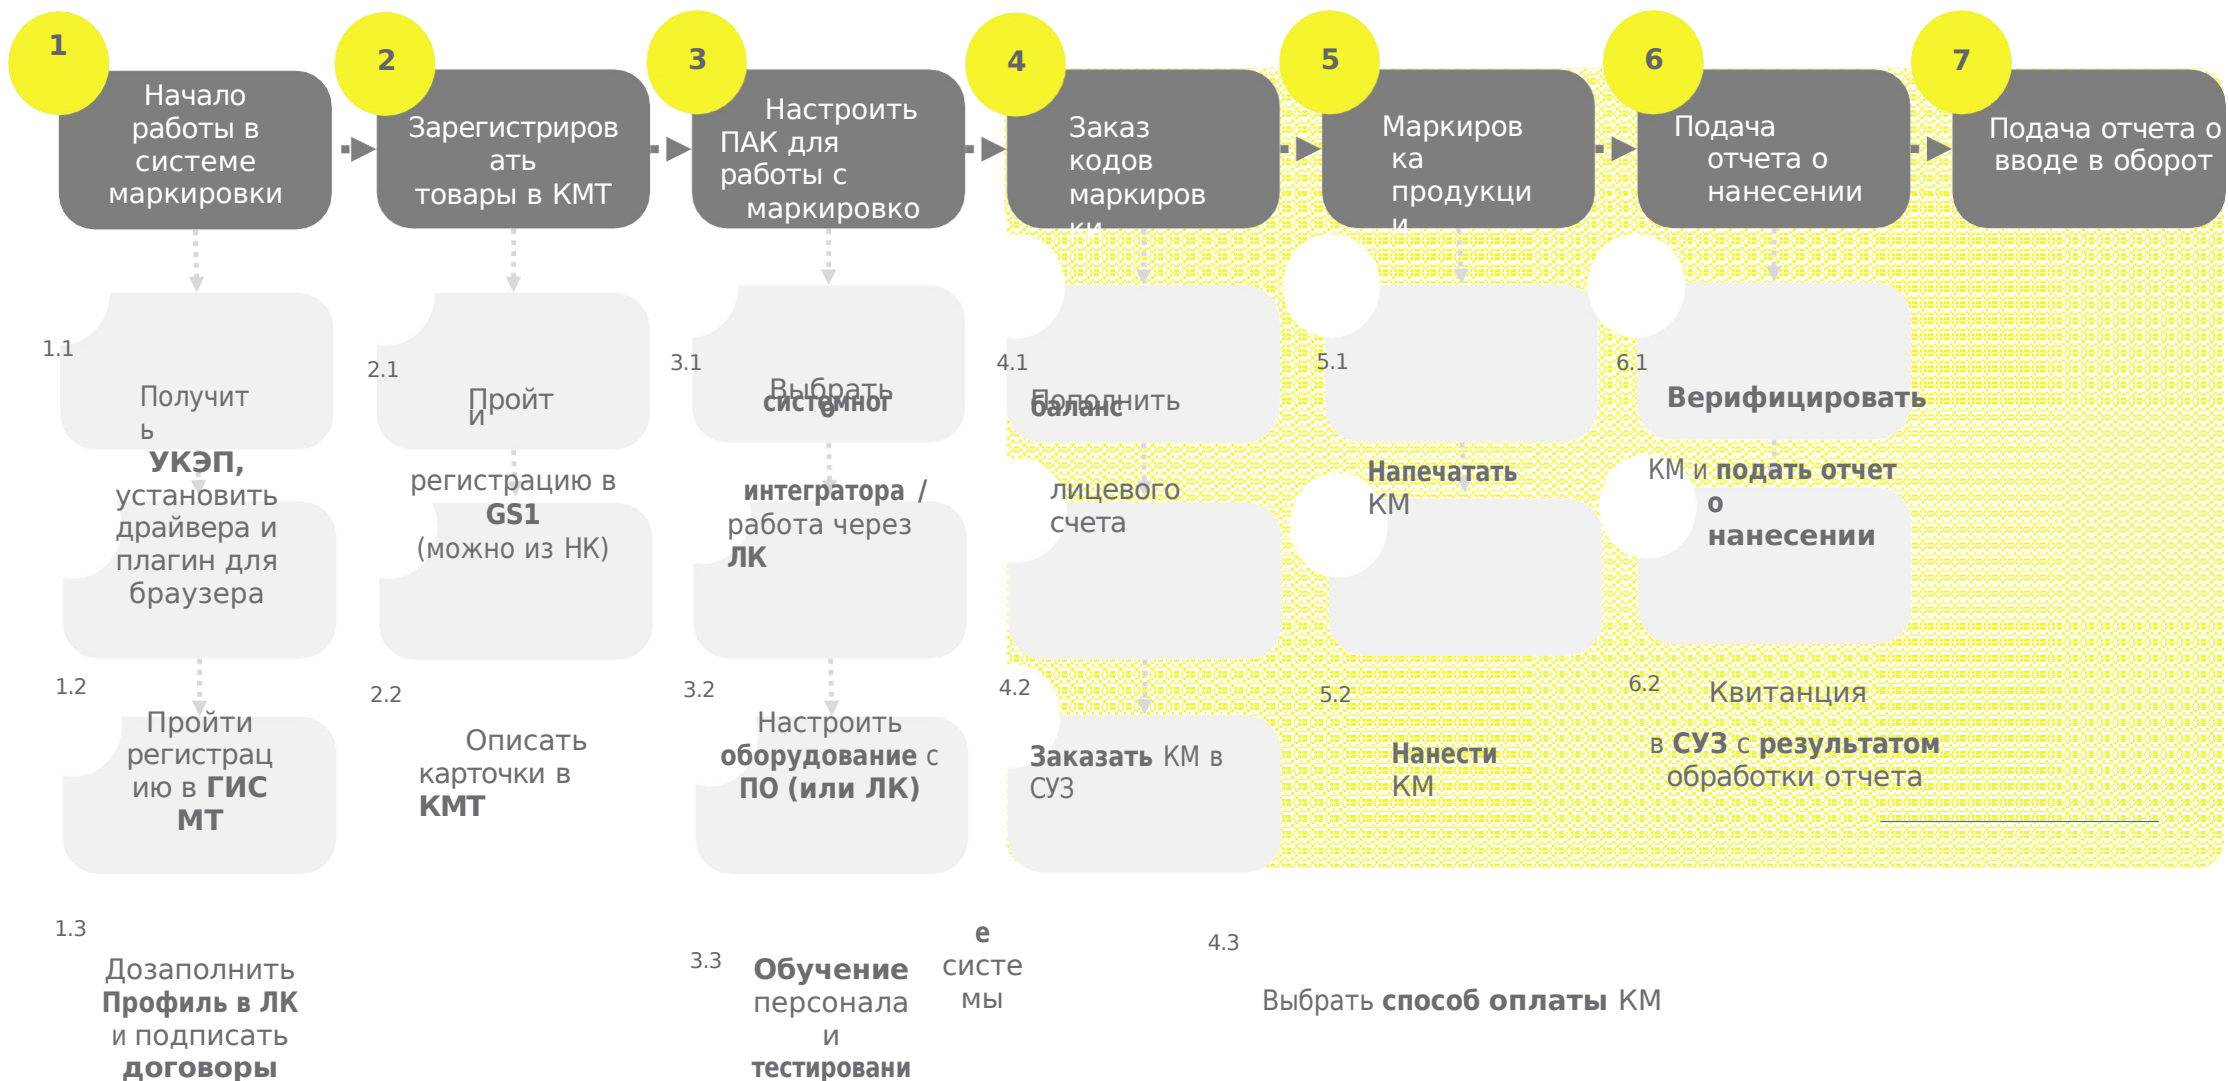 1
Начало
работы в
системе
маркировки
2
Зарегистриров
ать
товары в КМТ
3
Настроить
ПАК для
работы с
маркировко
4
Заказ
кодов
маркиров
ки
5
Маркиров
ка
продукци
и
6
Подача
отчета о
нанесении
7
Подача отчета о
вводе в оборот
1.1
Получит
ь
УКЭП,
установить
драйвера и
плагин для
браузера
1.2
Пройти
регистрац
ию в ГИС
МТ
1.3
Дозаполнить
Профиль в ЛК
и подписать
договоры
2.1
Пройт
и
регистрацию в
GS1
(можно из НК)
2.2
Описать
карточки в
КМТ
3.1
Выбрать
системног
о
интегратора /
работа через
ЛК
3.2
Настроить
оборудование с
ПО (или ЛК)
3.3
Обучение
персонала
и
тестировани
е
систе
мы
4.1
Пополнить
баланс
лицевого
счета
4.2
Заказать КМ в
СУЗ
4.3
Выбрать способ оплаты КМ
5.1
Напечатать
КМ
5.2
Нанести
КМ
6.1
Верифицировать
КМ и подать отчет
о
нанесении
6.2
Квитанция
в СУЗ с результатом
обработки отчета